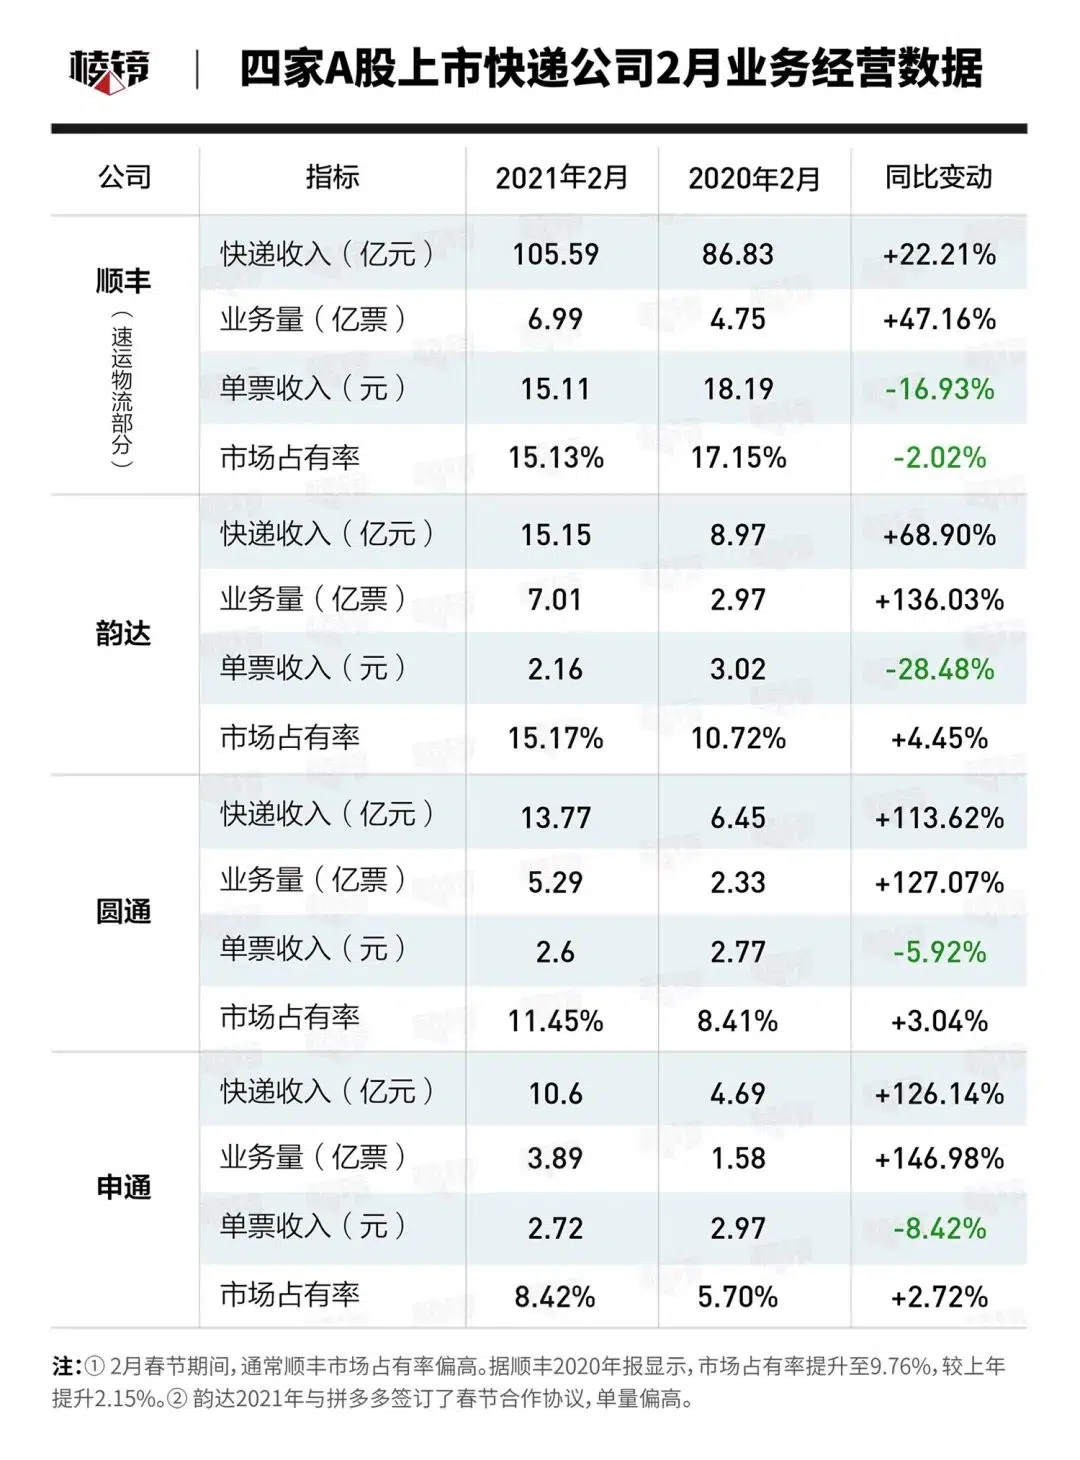 棱镜 | 四家A股上市快递公司2月业务经营数据
公司 指标 2021年2月 2020年2月 同比变动
顺丰（速运物流部分）
快递收入（亿元） 105.59 86.83 +22.21%
业务量（亿票） 6.99 4.75 +47.16%
单票收入（元） 15.11 18.19 -16.93%
市场占有率 15.13% 17.15% -2.02%
韵达
快递收入（亿元） 15.15 8.97 +68.90%
业务量（亿票） 7.01 2.97 +136.03%
单票收入（元） 2.16 3.02 -28.48%
市场占有率 15.17% 10.72% +4.45%
圆通
快递收入（亿元） 13.77 6.45 +113.62%
业务量（亿票） 5.29 2.33 +127.07%
单票收入（元） 2.6 2.77 -5.92%
市场占有率 11.45% 8.41% +3.04%
申通
快递收入（亿元） 10.6 4.69 +126.14%
业务量（亿票） 3.89 1.58 +146.98%
单票收入（元） 2.72 2.97 -8.42%
市场占有率 8.42% 5.70% +2.72%
注：① 2月春节期间，通常顺丰市场占有率偏高。据顺丰2020年报显示，市场占有率提升至9.76%，较上年
提升2.15%。② 韵达2021年与拼多多签订了春节合作协议，单量偏高。